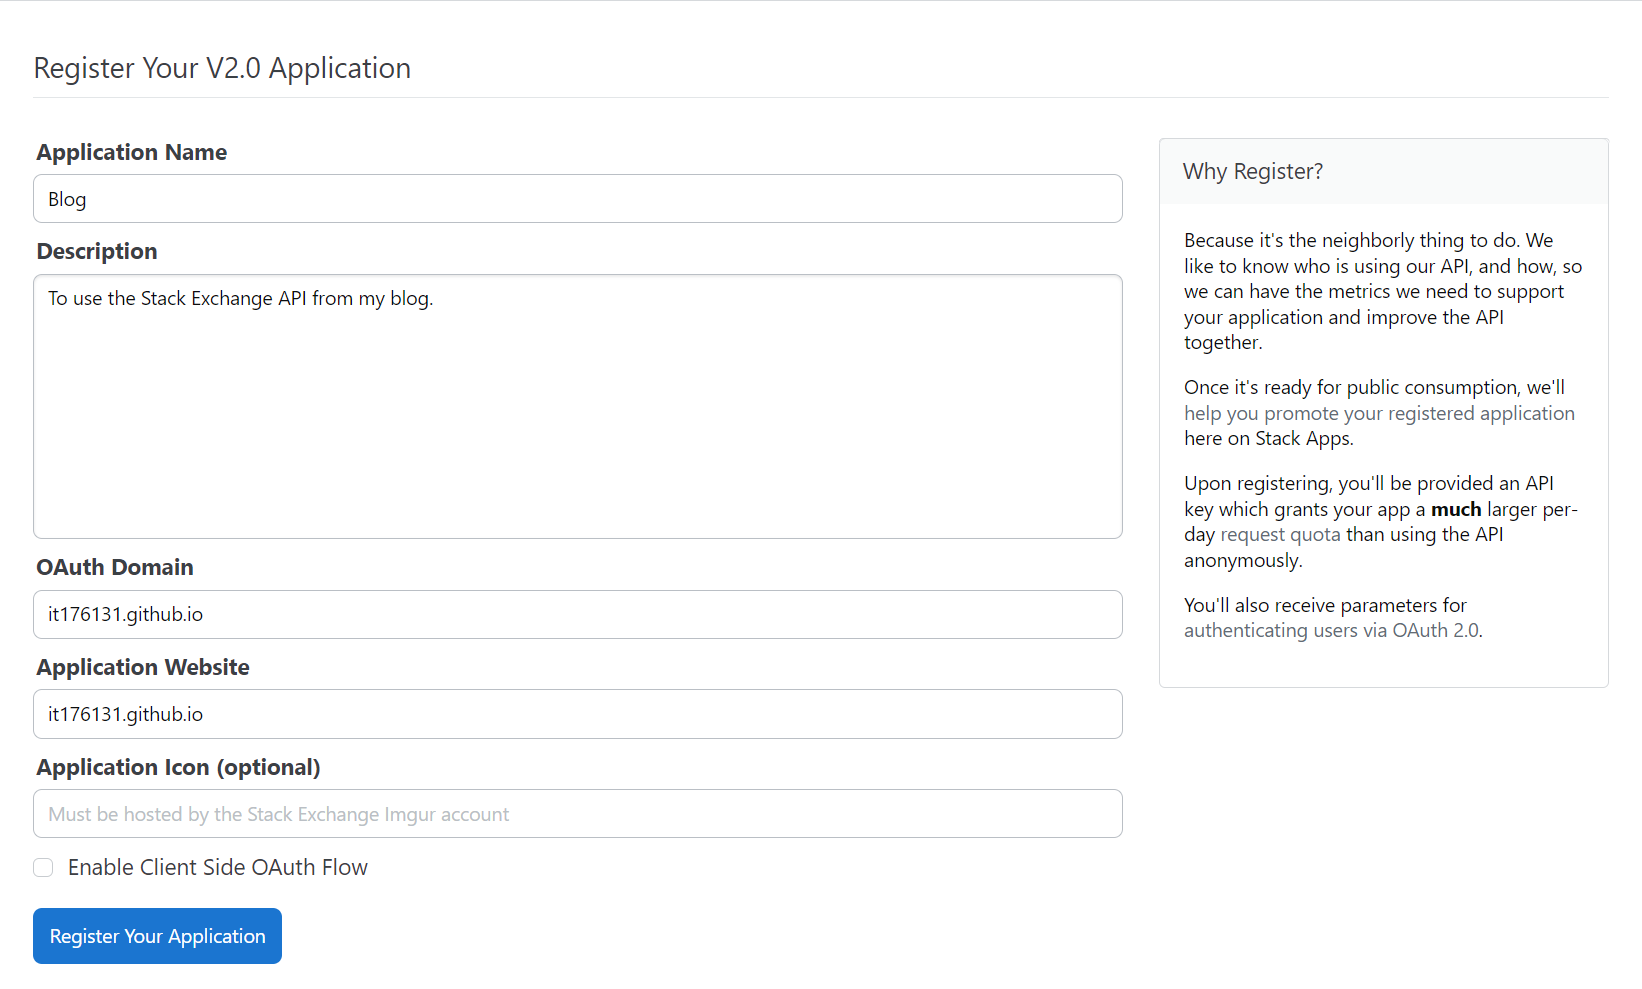 Register Your V2.0 Application
Application Name
Blog
Description
To use the Stack Exchange API from my blog.
OAuth Domain
it176131.github.io
Application Website
it176131.github.io
Application Icon (optional)
Must be hosted by the Stack Exchange Imgur account
Enable Client Side OAuth Flow
Register Your Application
Why Register?
Because it's the neighborly thing to do. We
like to know who is using our API, and how, so
we can have the metrics we need to support
your application and improve the API
together.
Once it's ready for public consumption, we'll
help you promote your registered application
here on Stack Apps.
Upon registering, you'll be provided an API
key which grants your app a much larger per-
day request quota than using the API
anonymously.
You'll also receive parameters for
authenticating users via OAuth 2.0.